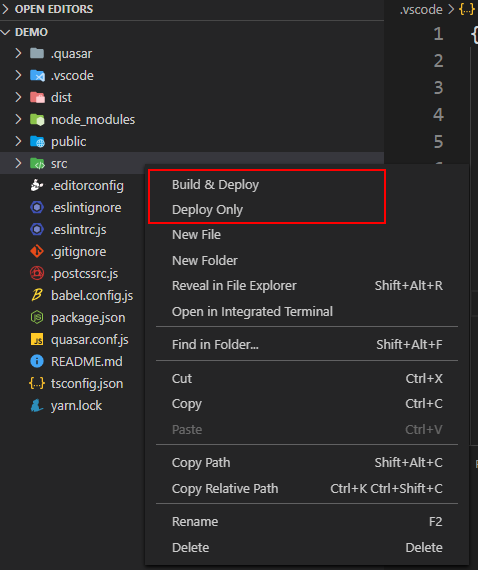 OPEN EDITORS
DEMO
.quasar
.vscode
dist
node_modules
public
src
.editorconfig
.eslintignore
.eslintrc.js
.gitignore
.postcssrc.js
babel.config.js
package.json
quasar.conf.js
README.md
tsconfig.json
yarn.lock
Build & Deploy
Deploy Only
New File
New Folder
Reveal in File Explorer Shift+Alt+R
Open in Integrated Terminal
Find in Folder... Shift+Alt+F
Cut Ctrl+X
Copy Ctrl+C
Paste Ctrl+V
Copy Path Shift+Alt+C
Copy Relative Path Ctrl+K Ctrl+Shift+C
Rename F2
Delete Delete
.vscode > {..}
1 {
2
3
4
5